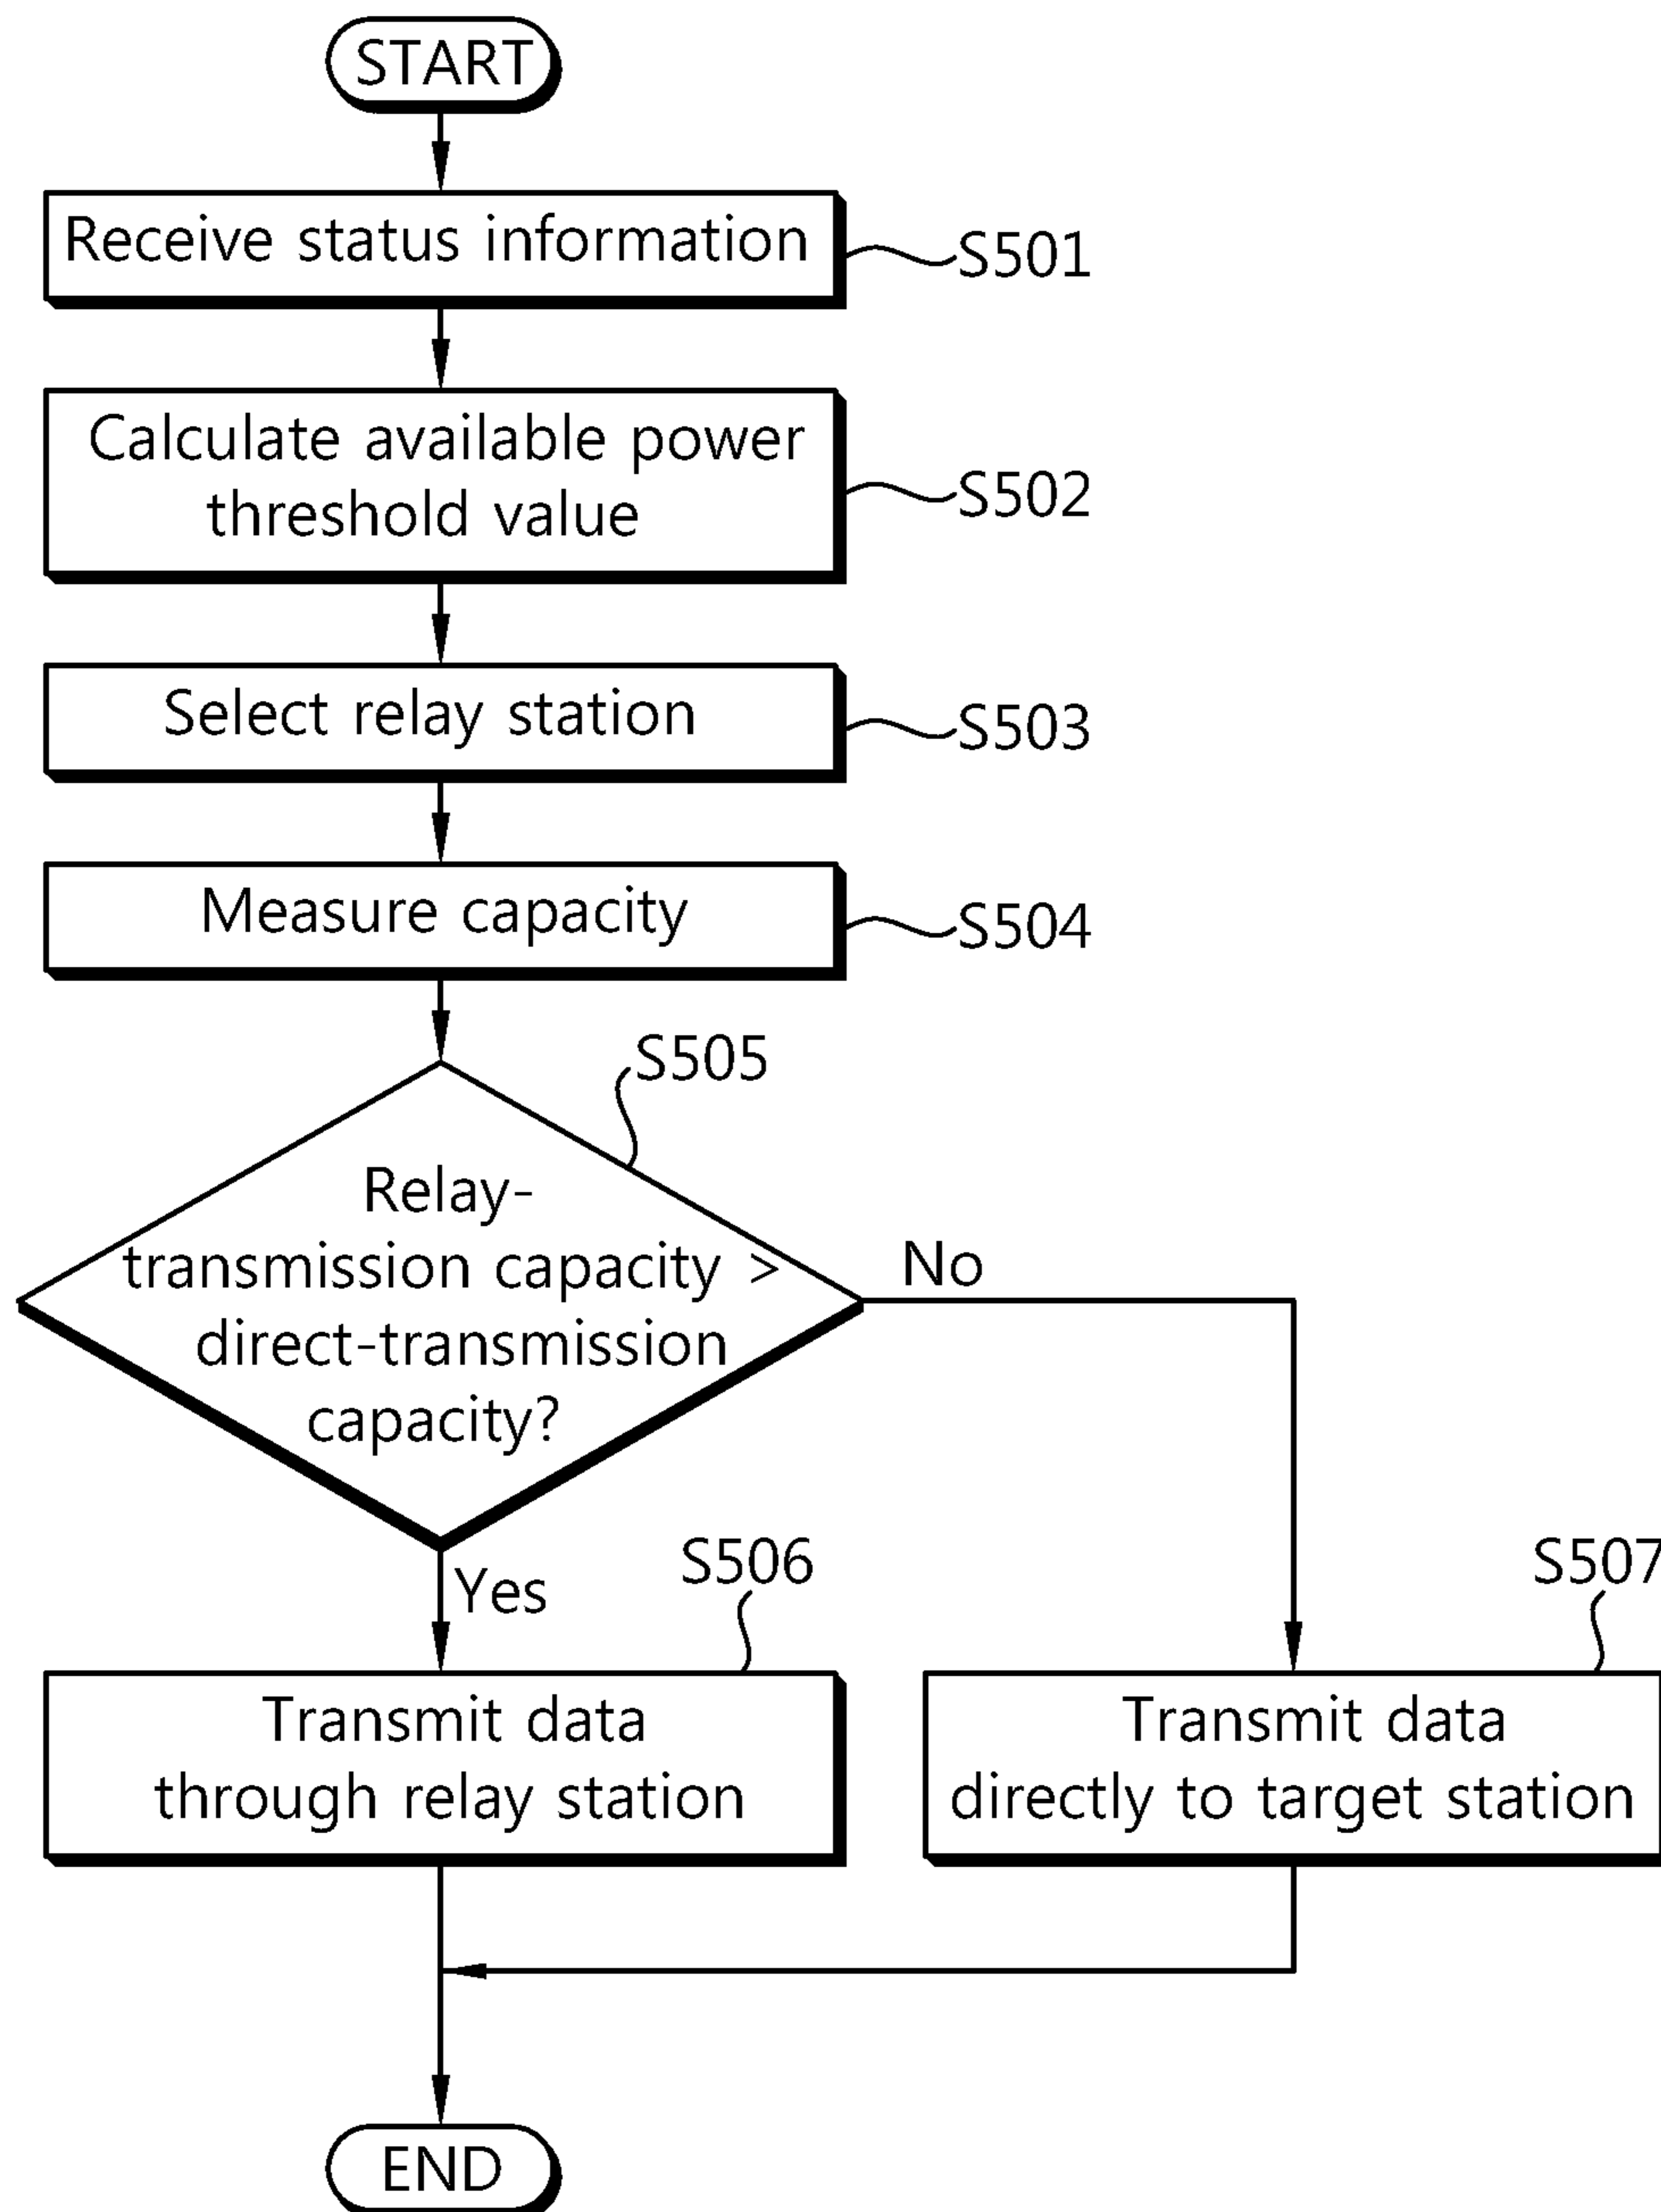 START
Receive status information
S501
Calculate available power
threshold value
S502
Select relay station
S503
Measure capacity
S504
S505
Relay-
transmission capacity >
direct-transmission
capacity?
No
Yes
S506
Transmit data
through relay station
S507
Transmit data
directly to target station
END